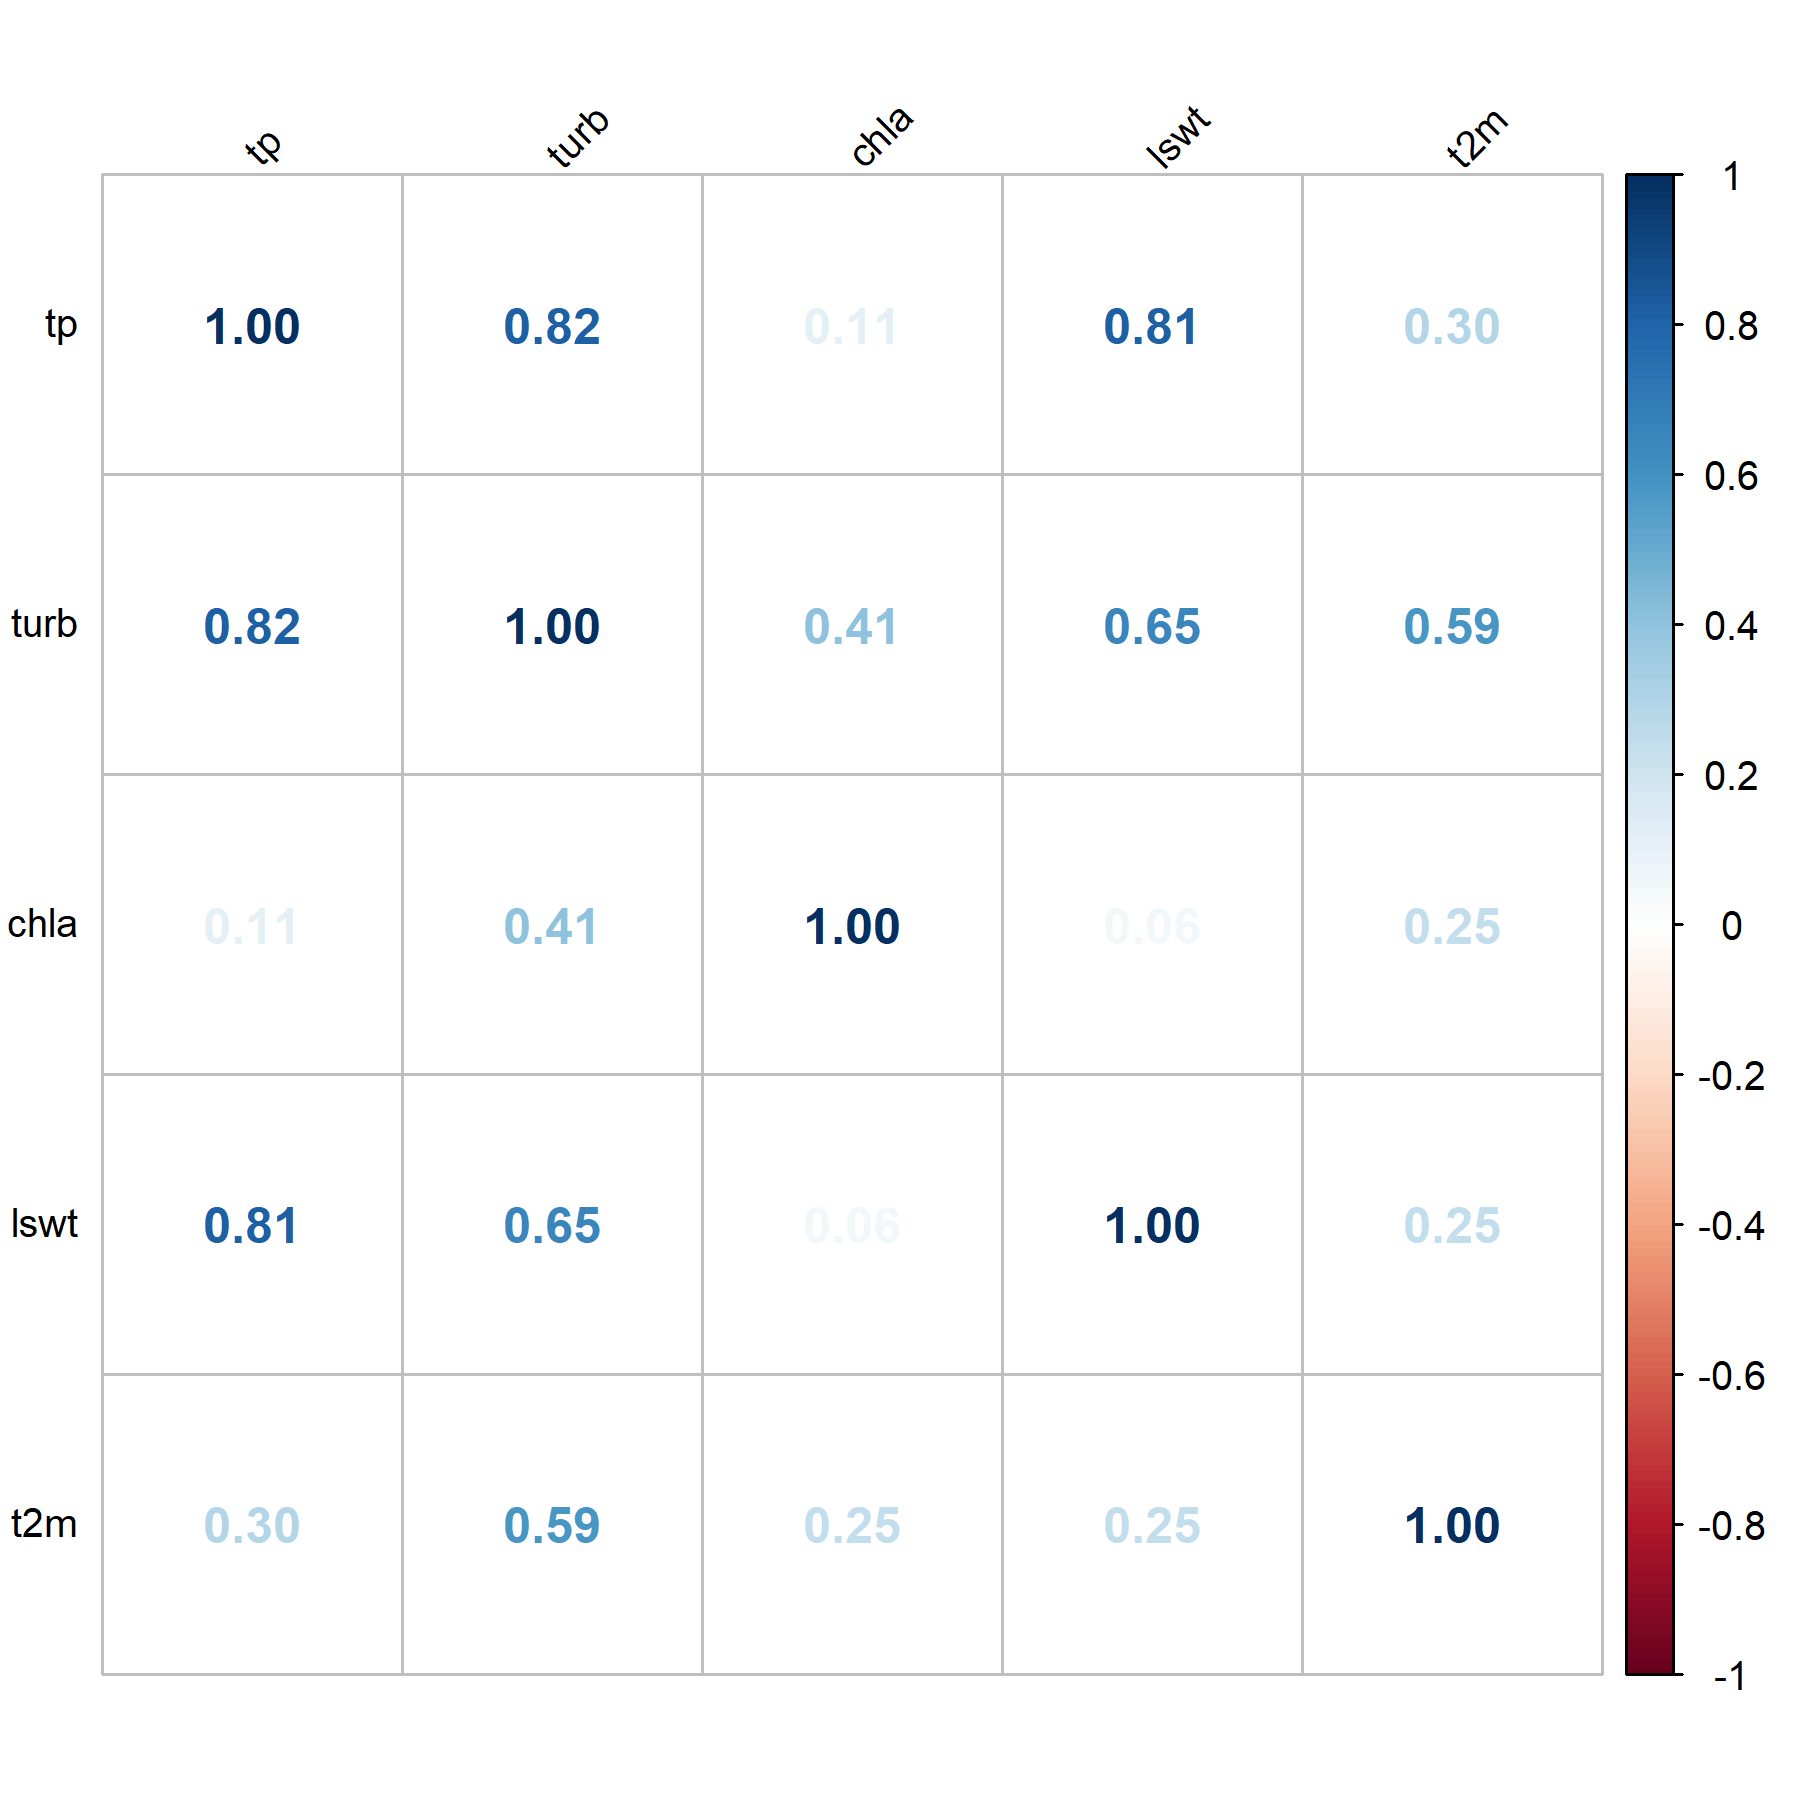 tp turb chla lswt t2m
tp 1.00 0.82 0.11 0.81 0.30
turb 0.82 1.00 0.41 0.65 0.59
chla 0.11 0.41 1.00 0.06 0.25
lswt 0.81 0.65 0.06 1.00 0.25
t2m 0.30 0.59 0.25 0.25 1.00
1
0.8
0.6
0.4
0.2
0
-0.2
-0.4
-0.6
-0.8
-1